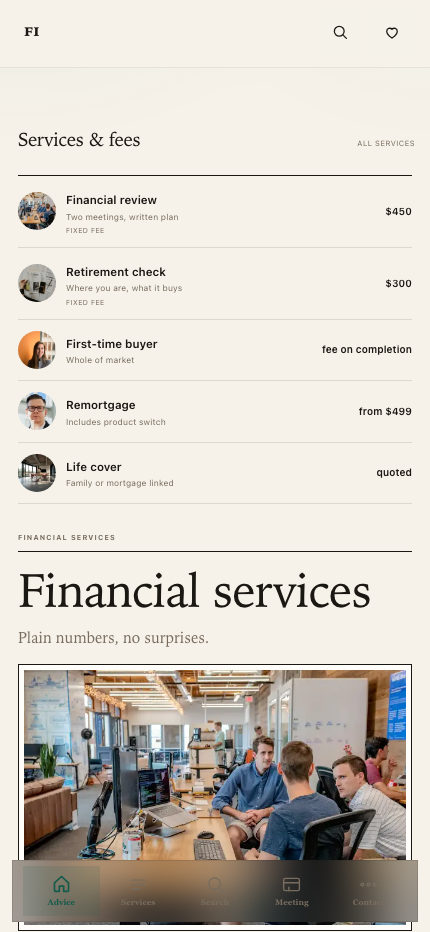 FI
Services & fees
ALL SERVICES
Financial review
Two meetings, written plan
FIXED FEE
$450
Retirement check
Where you are, what it buys
FIXED FEE
$300
First-time buyer
Whole of market
fee on completion
Remortgage
Includes product switch
from $499
Life cover
Family or mortgage linked
quoted
FINANCIAL SERVICES
Financial services
Plain numbers, no surprises.
Advice
Services
Search
Meeting